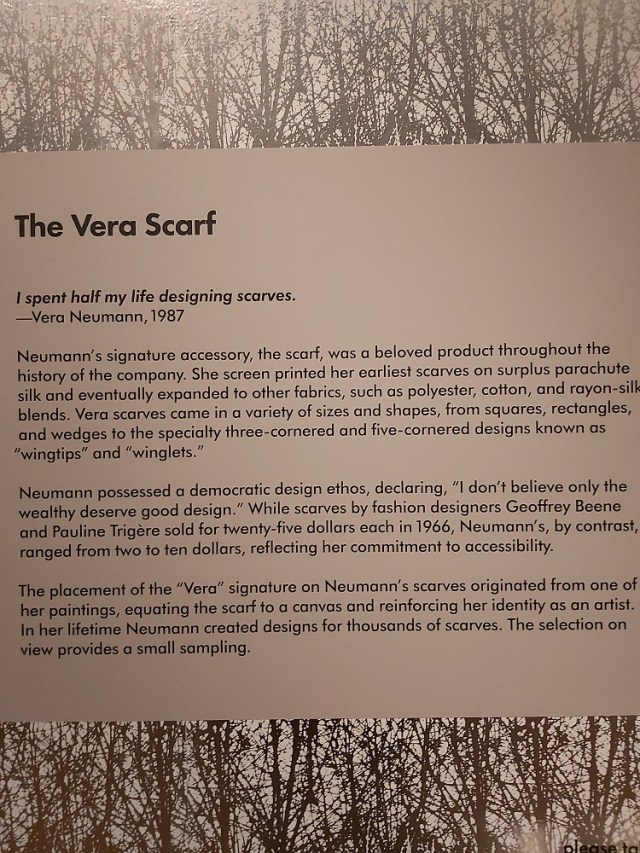 The Vera Scarf
I spent half my life designing scarves.
—Vera Neumann, 1987
Neumann's signature accessory, the scarf, was a beloved product throughout the
history of the company. She screen printed her earliest scarves on surplus parachute
silk and eventually expanded to other fabrics, such as polyester, cotton, and rayon-silk
blends. Vera scarves came in a variety of sizes and shapes, from squares, rectangles,
and wedges to the specialty three-cornered and five-cornered designs known as
“wingtips” and “winglets.”
Neumann possessed a democratic design ethos, declaring, “I don't believe only the
wealthy deserve good design.” While scarves by fashion designers Geoffrey Beene
and Pauline Trigère sold for twenty-five dollars each in 1966, Neumann's, by contrast,
ranged from two to ten dollars, reflecting her commitment to accessibility.
The placement of the “Vera” signature on Neumann's scarves originated from one of
her paintings, equating the scarf to a canvas and reinforcing her identity as an artist.
In her lifetime Neumann created designs for thousands of scarves. The selection on
view provides a small sampling.
please